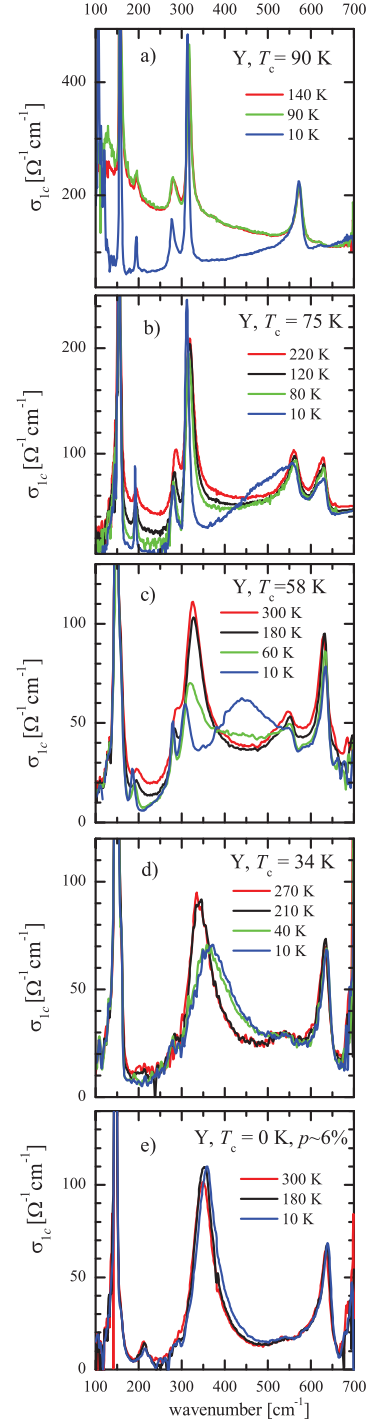 100 200 300 400 500 600 700
a) Y, T_c = 90 K
400
140 K
90 K
10 K
200
σ_1c [Ω⁻¹ cm⁻¹]
b) Y, T_c = 75 K
200
220 K
120 K
80 K
10 K
100
σ_1c [Ω⁻¹ cm⁻¹]
c) Y, T_c =58 K
300 K
180 K
60 K
10 K
100
50
0
σ_1c [Ω⁻¹ cm⁻¹]
d) Y, T_c = 34 K
270 K
210 K
40 K
10 K
100
50
0
σ_1c [Ω⁻¹ cm⁻¹]
e) Y, T_c = 0 K, p~6%
300 K
180 K
10 K
100
50
0
σ_1c [Ω⁻¹ cm⁻¹]
100 200 300 400 500 600 700
wavenumber [cm⁻¹]